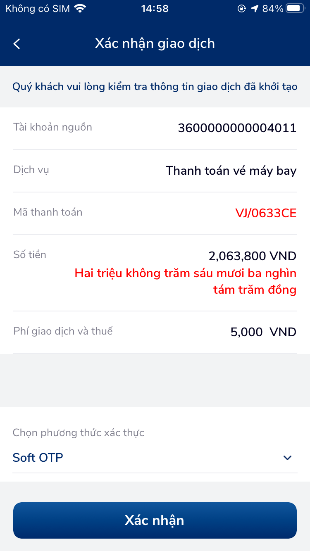 Không có SIM 14:58 84%
Xác nhận giao dịch
Quý khách vui lòng kiểm tra thông tin giao dịch đã khởi tạo
Tài khoản nguồn 3600000000004011
Dịch vụ Thanh toán vé máy bay
Mã thanh toán VJ/0633CE
Số tiền 2,063,800 VND
Hai triệu không trăm sáu mươi ba nghìn
tám trăm đồng
Phí giao dịch và thuế 5,000 VND
Chọn phương thức xác thực
Soft OTP
Xác nhận